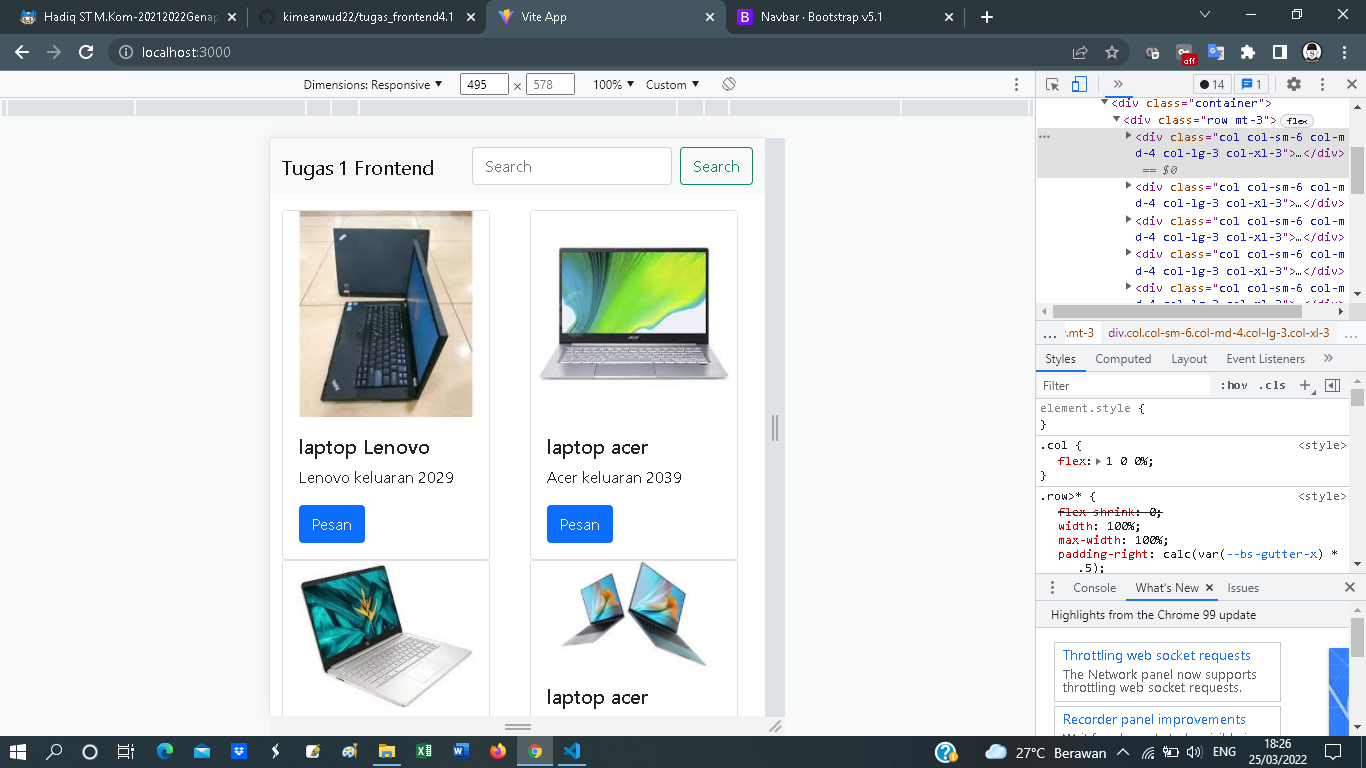 Hadiq ST M.Kom-20212022Genap
kimearwud22/tugas_frontend4.1
Vite App
Navbar · Bootstrap v5.1
localhost:3000
off
Dimensions: Responsive
495 × 578
100%
Custom
14
1
<div class="container">
<div class="row mt-3"> flex
<div class="col col-sm-6 col-m
d-4 col-lg-3 col-xl-3">…</div>
== $0
<div class="col col-sm-6 col-m
d-4 col-lg-3 col-xl-3">…</div>
<div class="col col-sm-6 col-m
d-4 col-lg-3 col-xl-3">…</div>
<div class="col col-sm-6 col-m
d-4 col-lg-3 col-xl-3">…</div>
<div class="col col-sm-6 col-m
d-4 col-lg-3 col-xl-3">…</div>
... .mt-3 div.col.col-sm-6.col-md-4.col-lg-3.col-xl-3 ...
Styles Computed Layout Event Listeners
Filter :hov .cls
element.style {
}
.col { <style>
flex: 1 0 0%;
}
.row>* { <style>
flex-shrink: 0;
width: 100%;
max-width: 100%;
padding-right: calc(var(--bs-gutter-x) *
.5);
Console What's New Issues
Highlights from the Chrome 99 update
Throttling web socket requests
The Network panel now supports
throttling web socket requests.
Recorder panel improvements
Tugas 1 Frontend
Search
Search
laptop Lenovo
Lenovo keluaran 2029
Pesan
laptop acer
Acer keluaran 2039
Pesan
laptop acer
27°C Berawan
ENG
18:26
25/03/2022